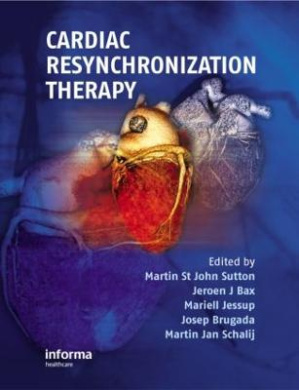 CARDIAC
RESYNCHRONIZATION
THERAPY
Edited by
Martin St John Sutton
Jeroen J Bax
Mariell Jessup
Josep Brugada
Martin Jan Schalij
informa
healthcare